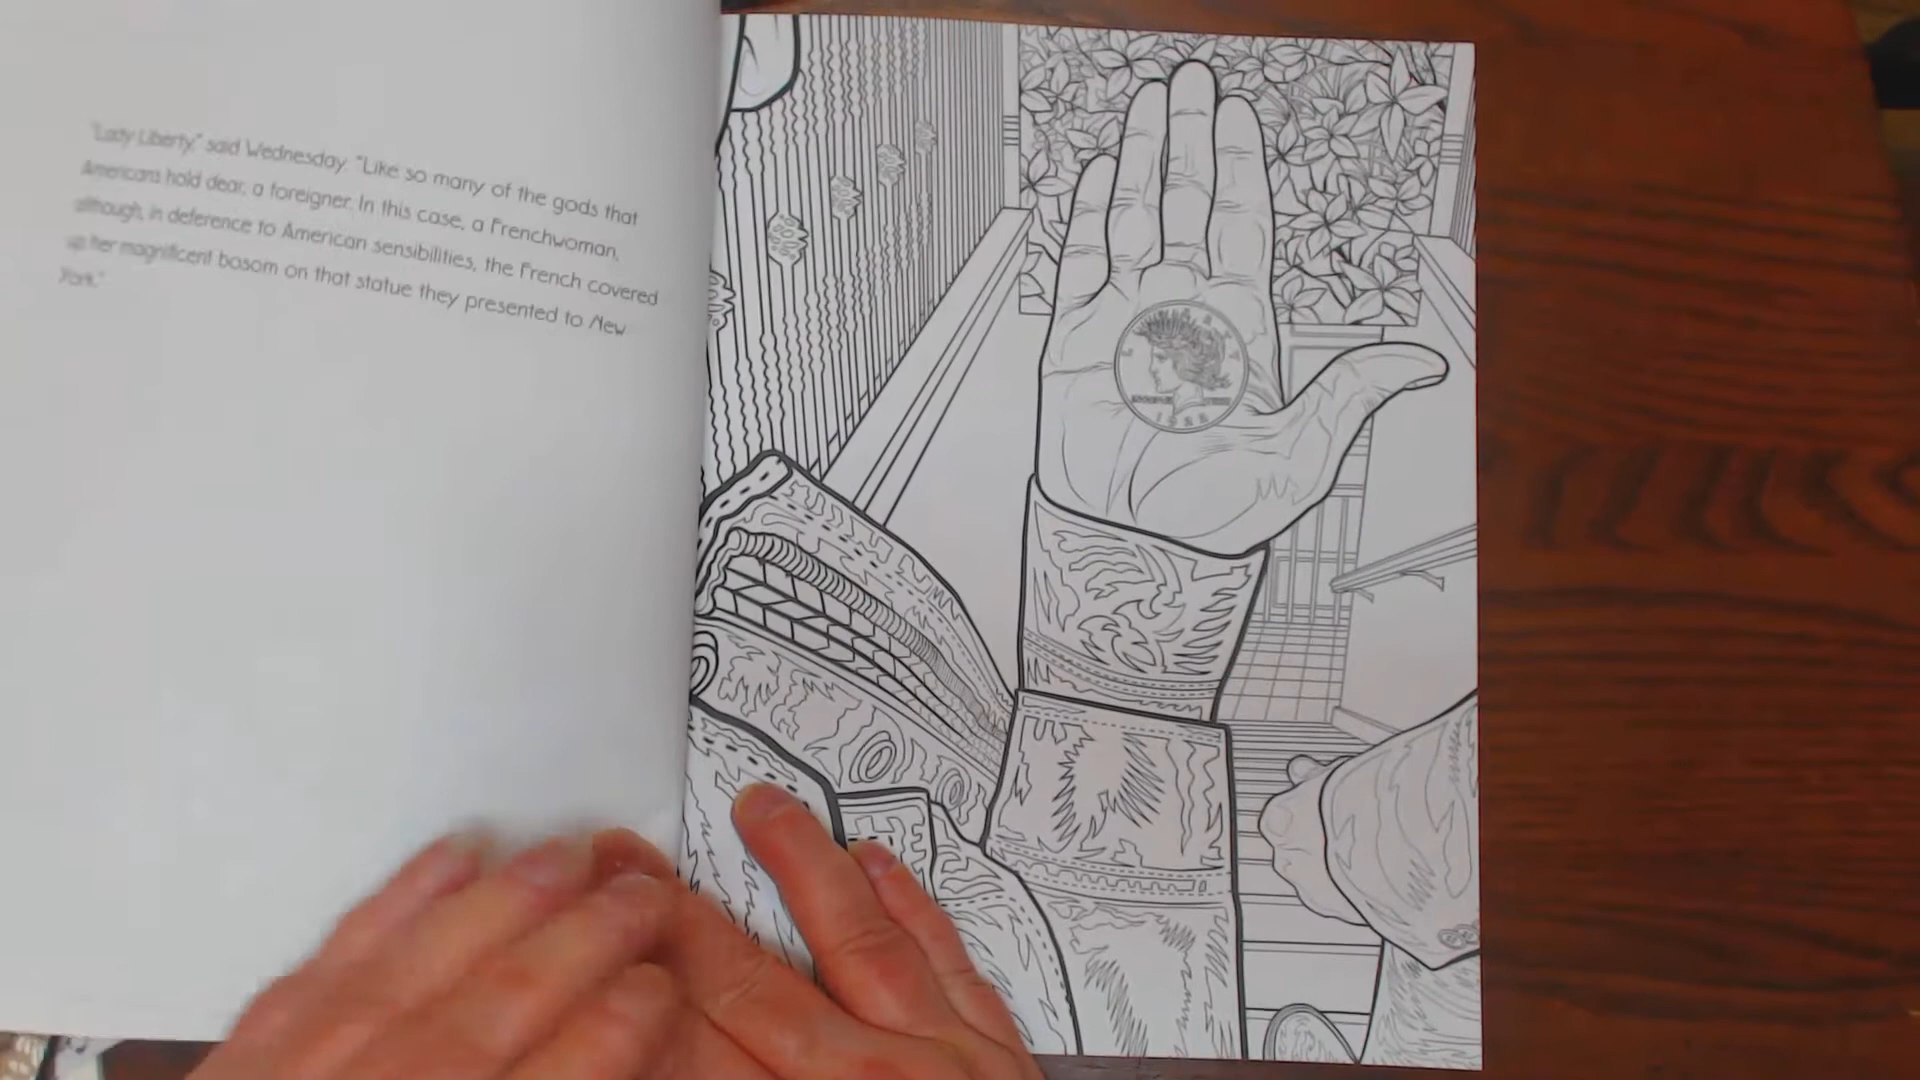 "Lady Liberty," said Wednesday. "Like so many of the gods that
Americans hold dear, a foreigner. In this case, a Frenchwoman,
although, in deference to American sensibilities, the French covered
up her magnificent bosom on that statue they presented to New
York."